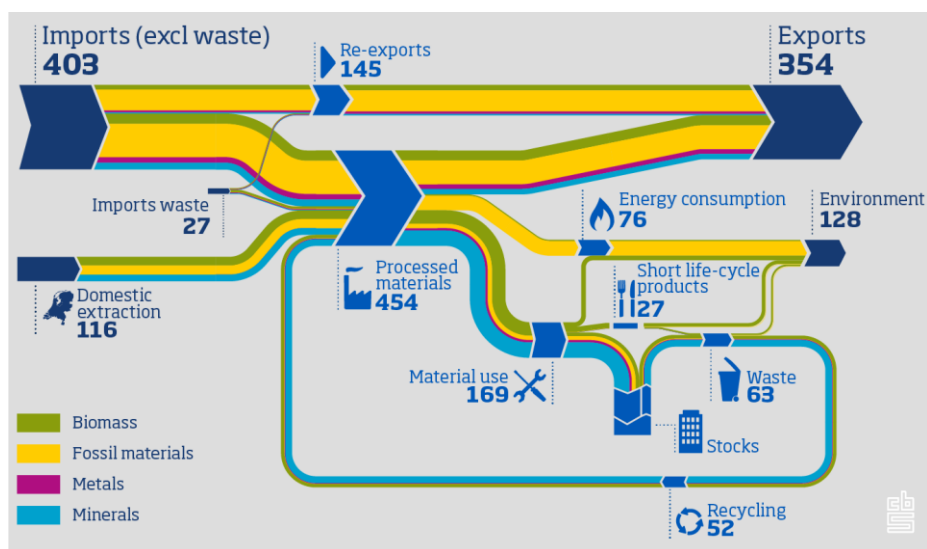 Imports (excl waste)
403
Re-exports
145
Exports
354
Imports waste
27
Energy consumption
76
Environment
128
Domestic
extraction
116
Processed
materials
454
Short life-cycle
products
27
Material use
169
Waste
63
Stocks
Biomass
Fossil materials
Metals
Minerals
Recycling
52
cbs